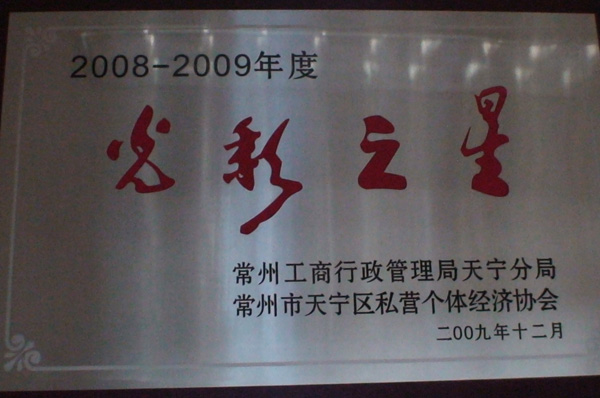 2008-2009年度
光彩之星
常州工商行政管理局天宁分局
常州市天宁区私营个体经济协会
二00九年十二月